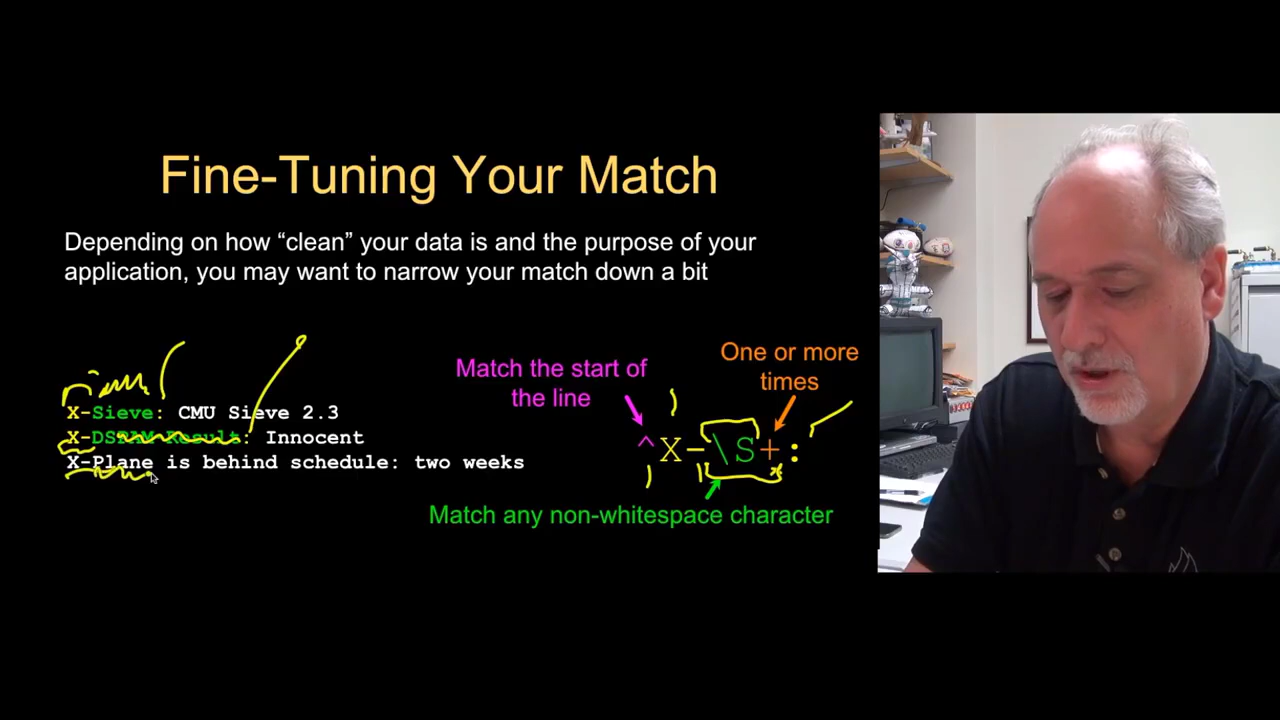 Fine-Tuning Your Match
Depending on how “clean” your data is and the purpose of your
application, you may want to narrow your match down a bit
X-Sieve: CMU Sieve 2.3
X-DSPAM-Result: Innocent
X-Plane is behind schedule: two weeks
Match the start of
the line
One or more
times
^X-\S+:
Match any non-whitespace character